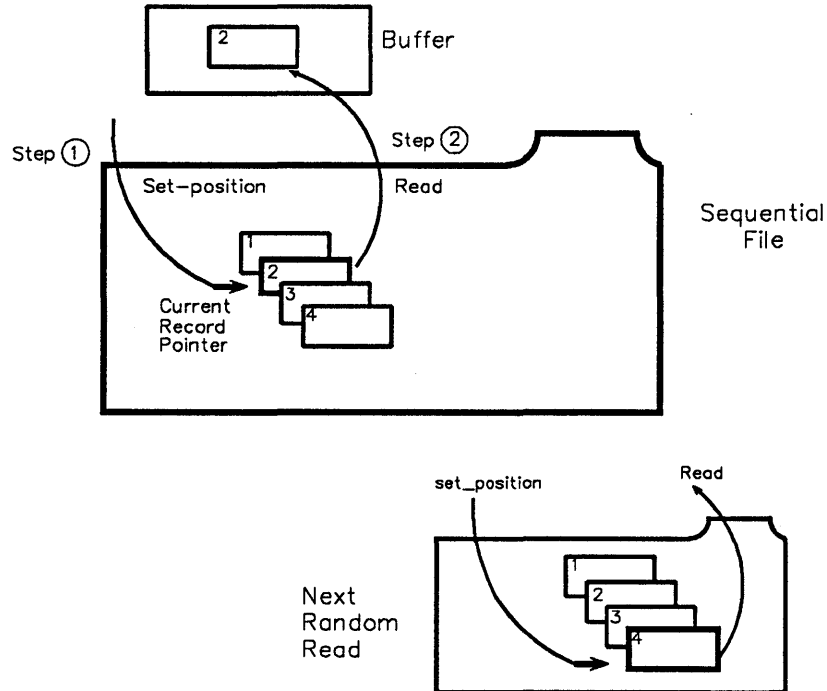 2
Buffer
Step 1
Step 2
Set-position
Read
Sequential
File
1
2
3
4
Current
Record
Pointer
set_position
Read
1
2
3
4
Next
Random
Read